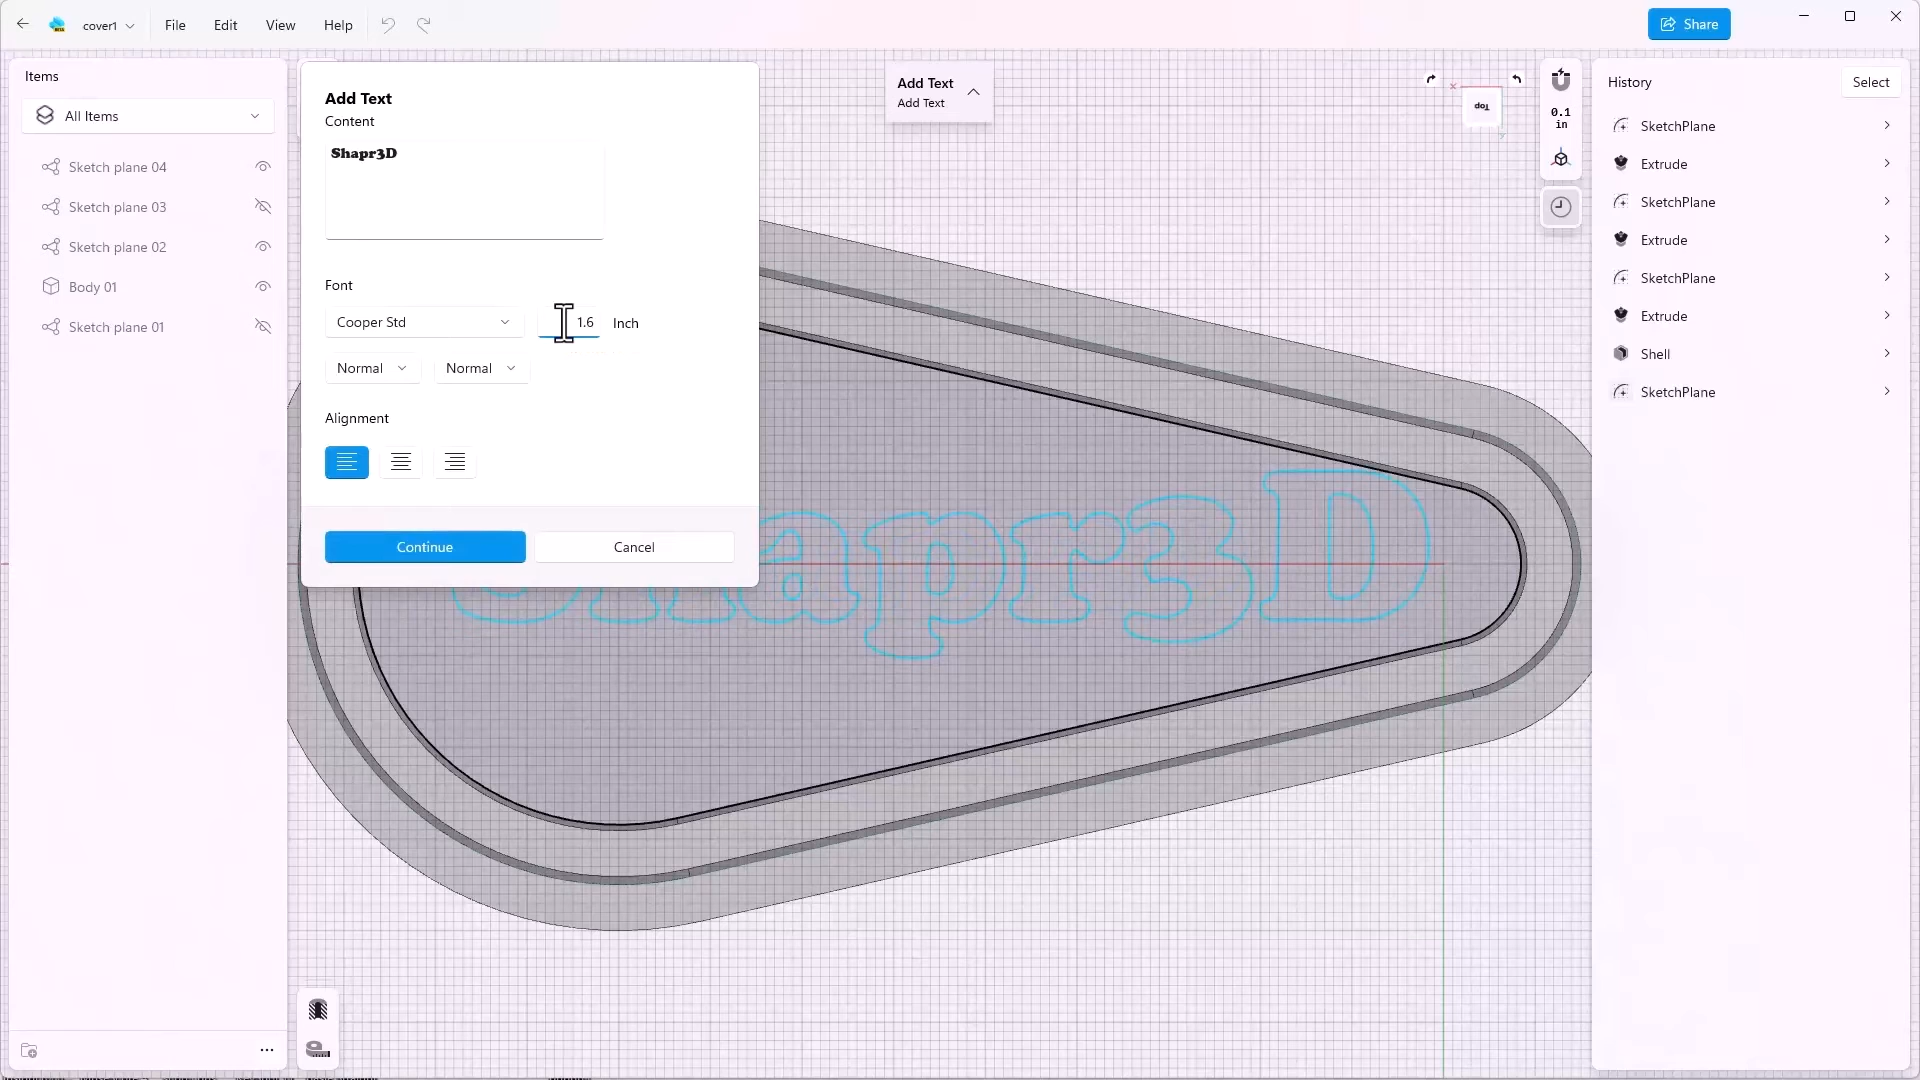 cover1
File
Edit
View
Help
Share
Items
All Items
Sketch plane 04
Sketch plane 03
Sketch plane 02
Body 01
Sketch plane 01
Add Text
Content
Shapr3D
Font
Cooper Std
1.6
Inch
Normal
Normal
Alignment
Continue
Cancel
Add Text
Add Text
x
Top
0.1
in
History
Select
SketchPlane
Extrude
SketchPlane
Extrude
SketchPlane
Extrude
Shell
SketchPlane
Shapr3D